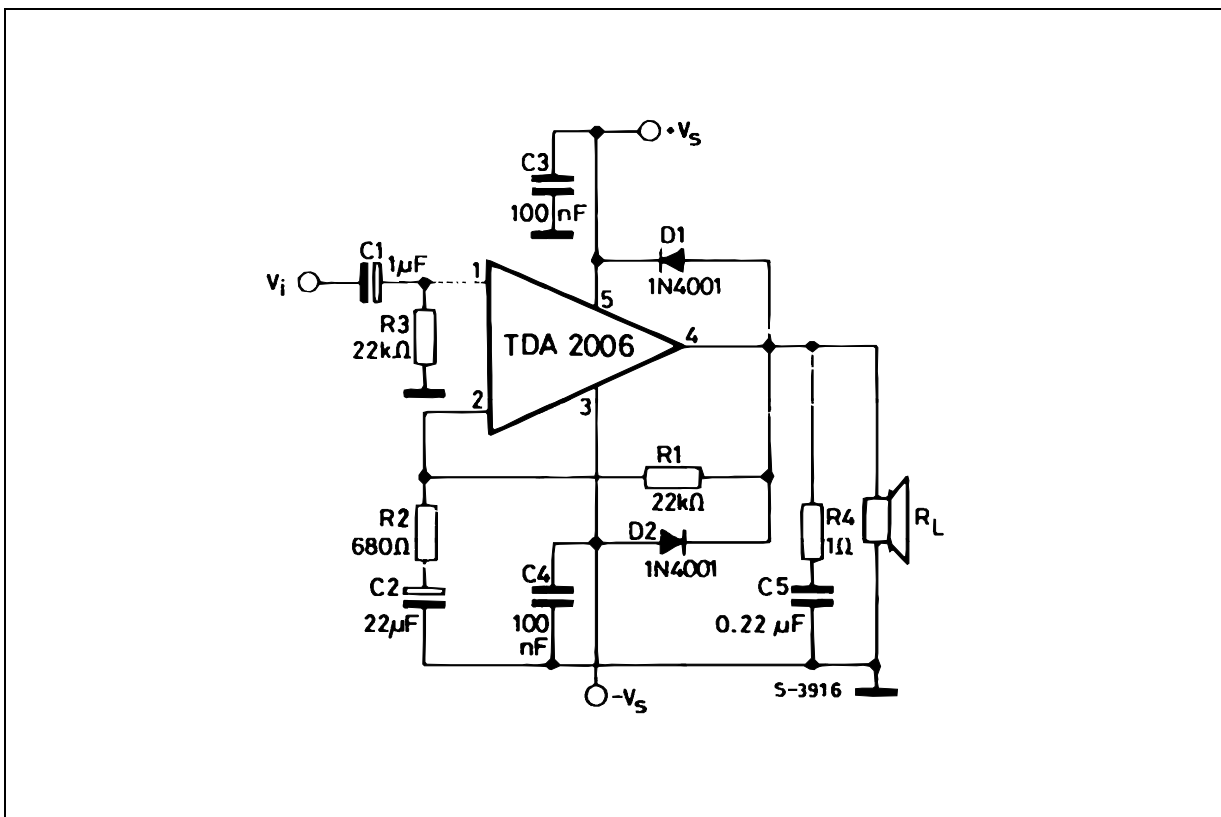 +Vs
C3
100 nF
D1
1N4001
C1
1µF
Vi
1
5
R3
22kΩ
TDA 2006
4
2
3
R1
22kΩ
R2
680Ω
D2
1N4001
R4
1Ω
RL
C2
22µF
C4
100
nF
C5
0.22 µF
S-3916
-Vs